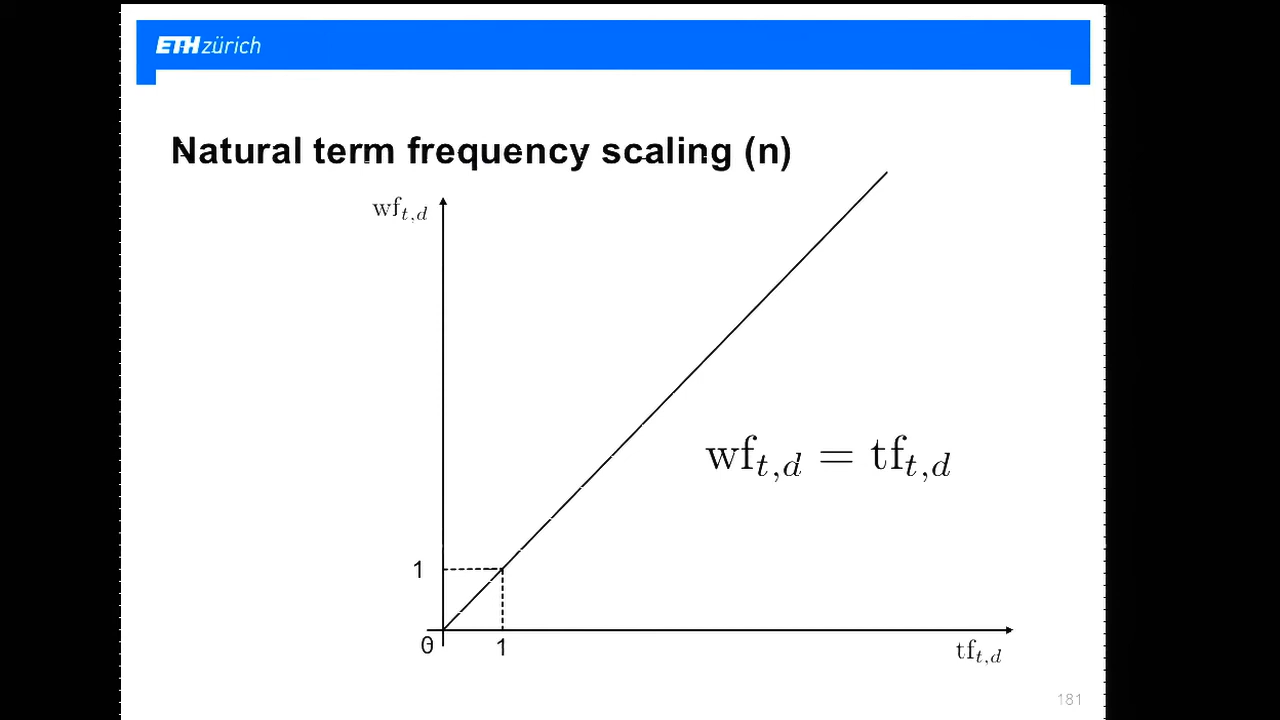 ETH zürich
Natural term frequency scaling (n)
wf_{t,d}
wf_{t,d} = tf_{t,d}
1
0
1
tf_{t,d}
181